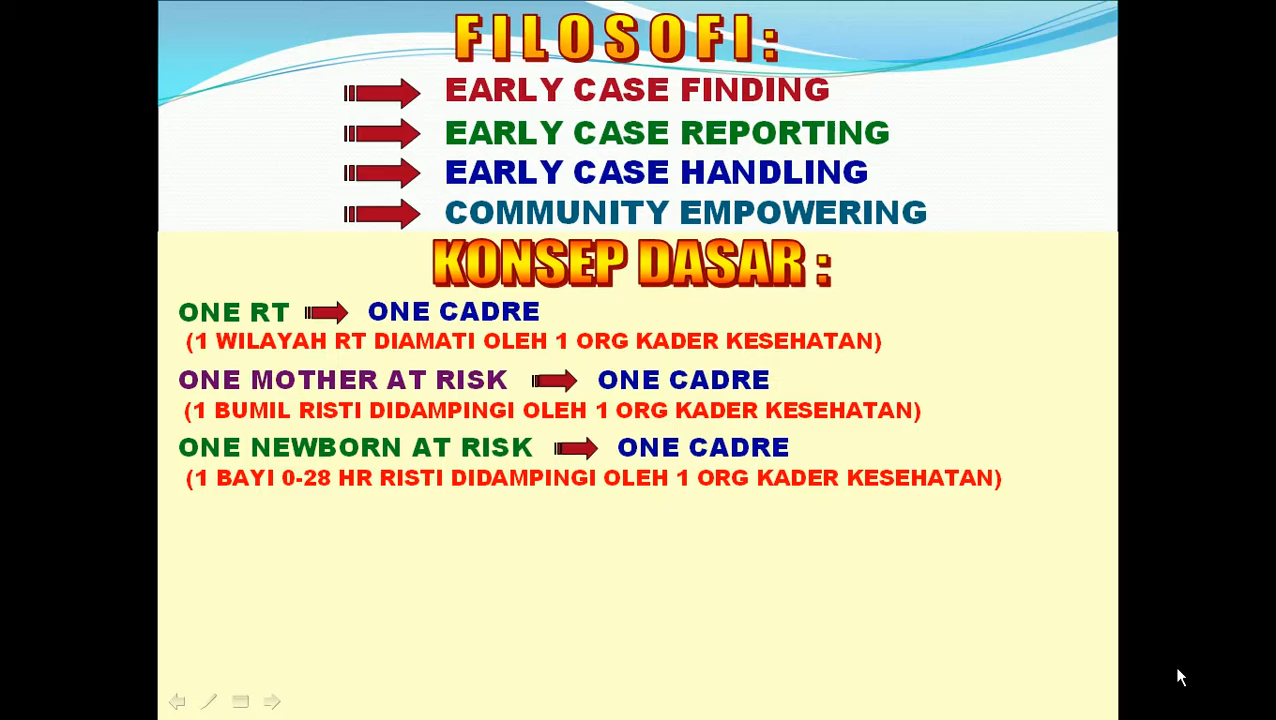 FILOSOFI:
EARLY CASE FINDING
EARLY CASE REPORTING
EARLY CASE HANDLING
COMMUNITY EMPOWERING
KONSEP DASAR :
ONE RT ONE CADRE
(1 WILAYAH RT DIAMATI OLEH 1 ORG KADER KESEHATAN)
ONE MOTHER AT RISK ONE CADRE
(1 BUMIL RISTI DIDAMPINGI OLEH 1 ORG KADER KESEHATAN)
ONE NEWBORN AT RISK ONE CADRE
(1 BAYI 0-28 HR RISTI DIDAMPINGI OLEH 1 ORG KADER KESEHATAN)